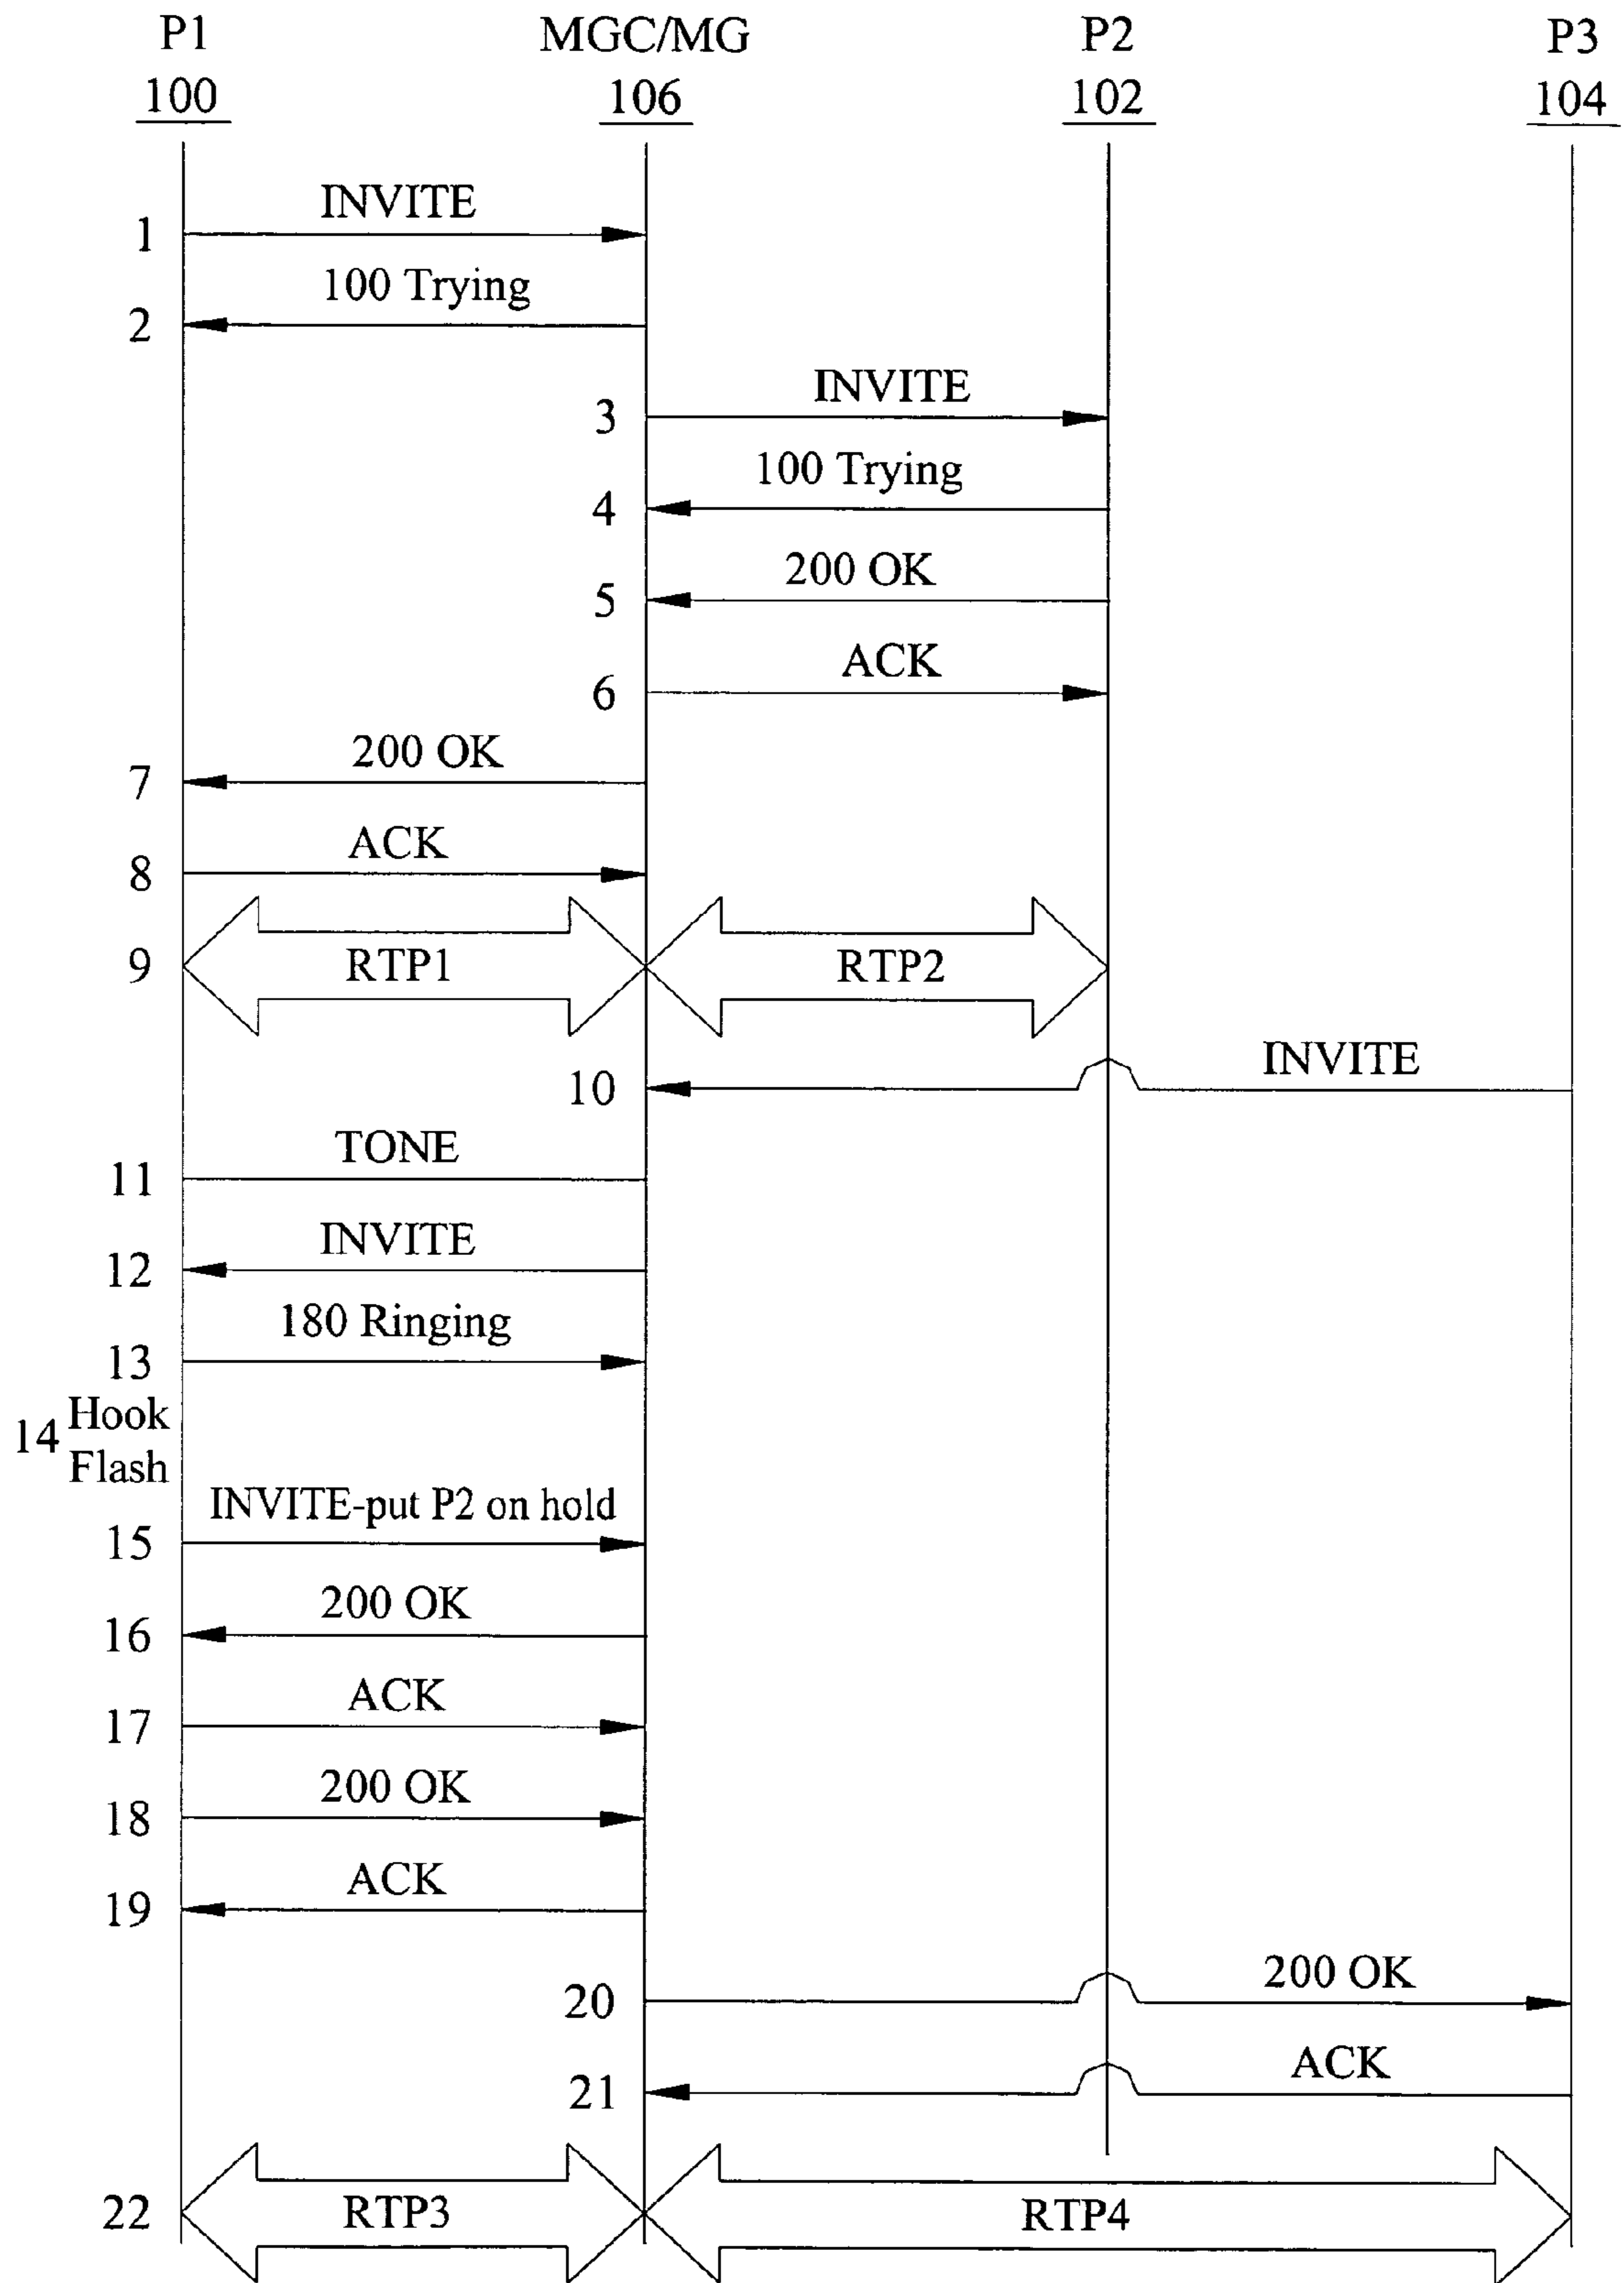 P1 MGC/MG P2 P3
100 106 102 104
INVITE
1
100 Trying
2
INVITE
3
100 Trying
4
200 OK
5
ACK
6
200 OK
7
ACK
8
9 RTP1 RTP2
INVITE
10
TONE
11
INVITE
12
180 Ringing
13
14 Hook
Flash
INVITE-put P2 on hold
15
200 OK
16
ACK
17
200 OK
18
ACK
19
200 OK
20
ACK
21
22 RTP3 RTP4